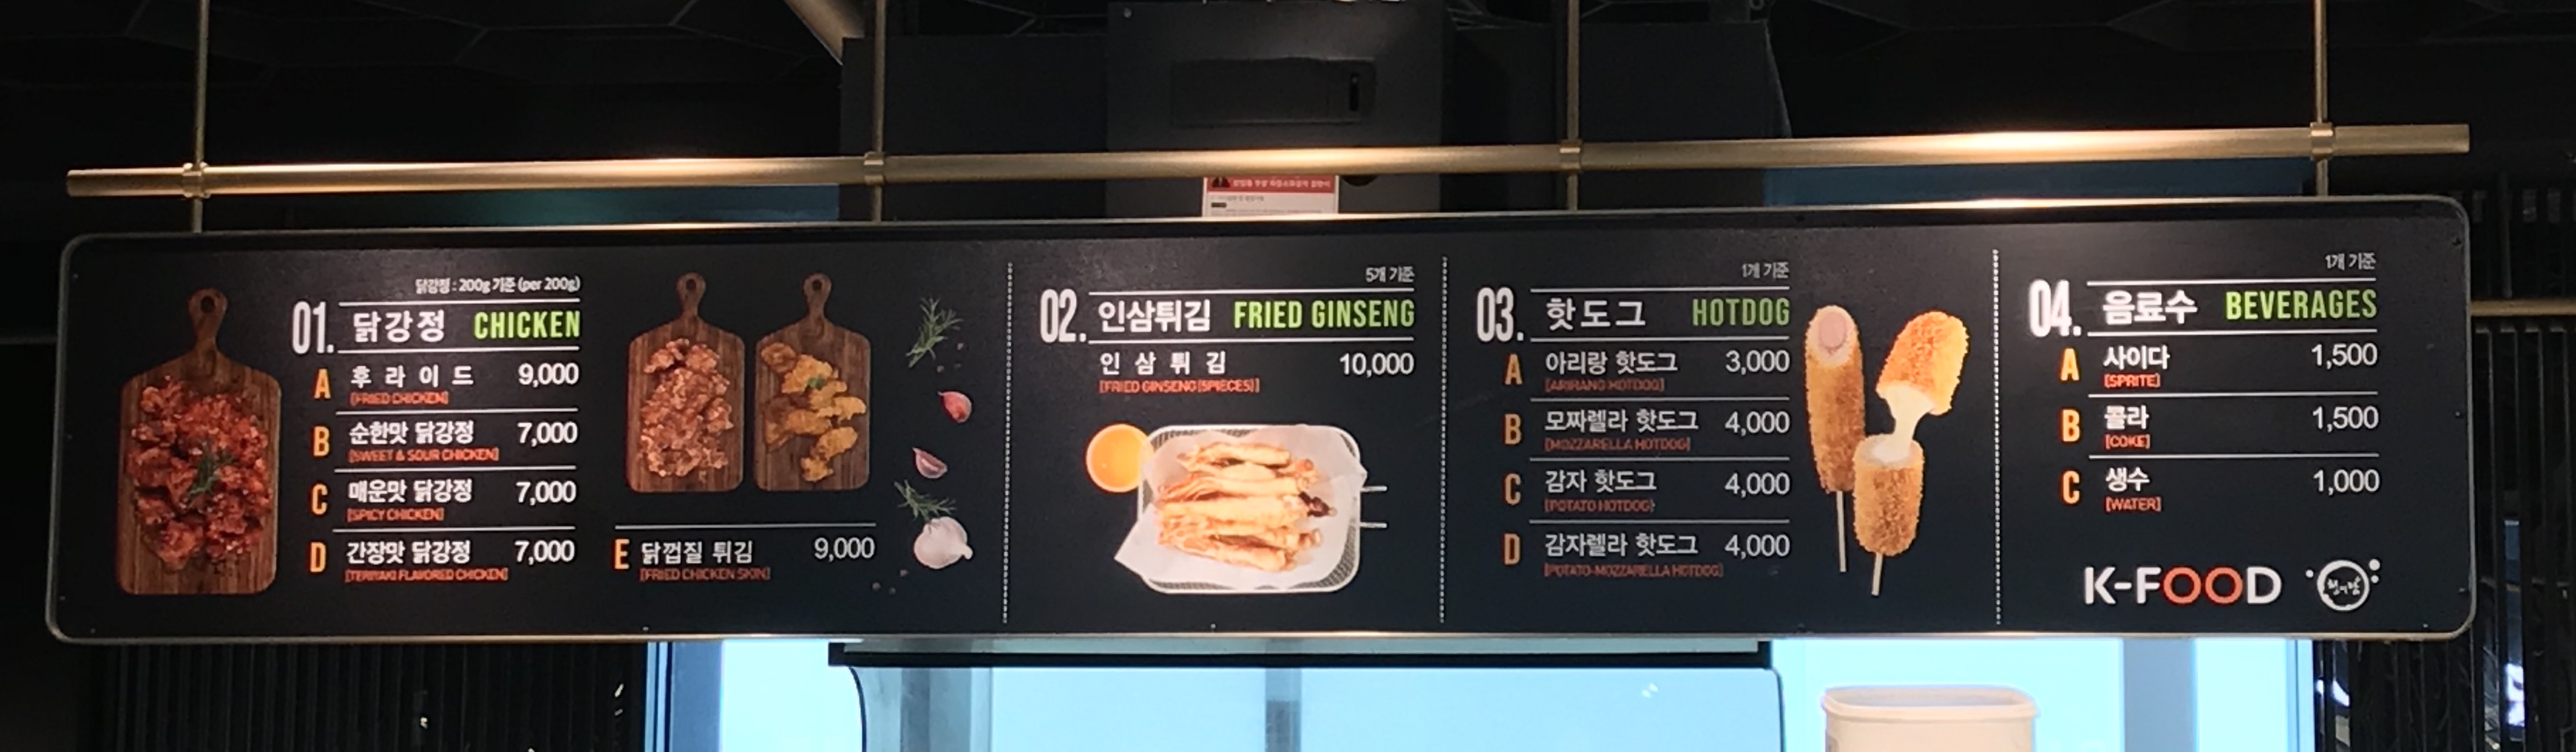 닭강정 : 200g 기준 (per 200g)
01. 닭강정 CHICKEN
A 후라이드 9,000
[FRIED CHICKEN]
B 순한맛 닭강정 7,000
[SWEET & SOUR CHICKEN]
C 매운맛 닭강정 7,000
[SPICY CHICKEN]
D 간장맛 닭강정 7,000
[TERIYAKI FLAVORED CHICKEN]
E 닭껍질 튀김 9,000
[FRIED CHICKEN SKIN]
5개 기준
02. 인삼튀김 FRIED GINSENG
인 삼 튀 김 10,000
[FRIED GINSENG(5PIECES)]
1개 기준
03. 핫도그 HOTDOG
A 아리랑 핫도그 3,000
[ARIRANG HOTDOG]
B 모짜렐라 핫도그 4,000
[MOZZARELLA HOTDOG]
C 감자 핫도그 4,000
[POTATO HOTDOG]
D 감자렐라 핫도그 4,000
[POTATO-MOZZARELLA HOTDOG]
1개 기준
04. 음료수 BEVERAGES
A 사이다 1,500
[SPRITE]
B 콜라 1,500
[COKE]
C 생수 1,000
[WATER]
K-FOOD